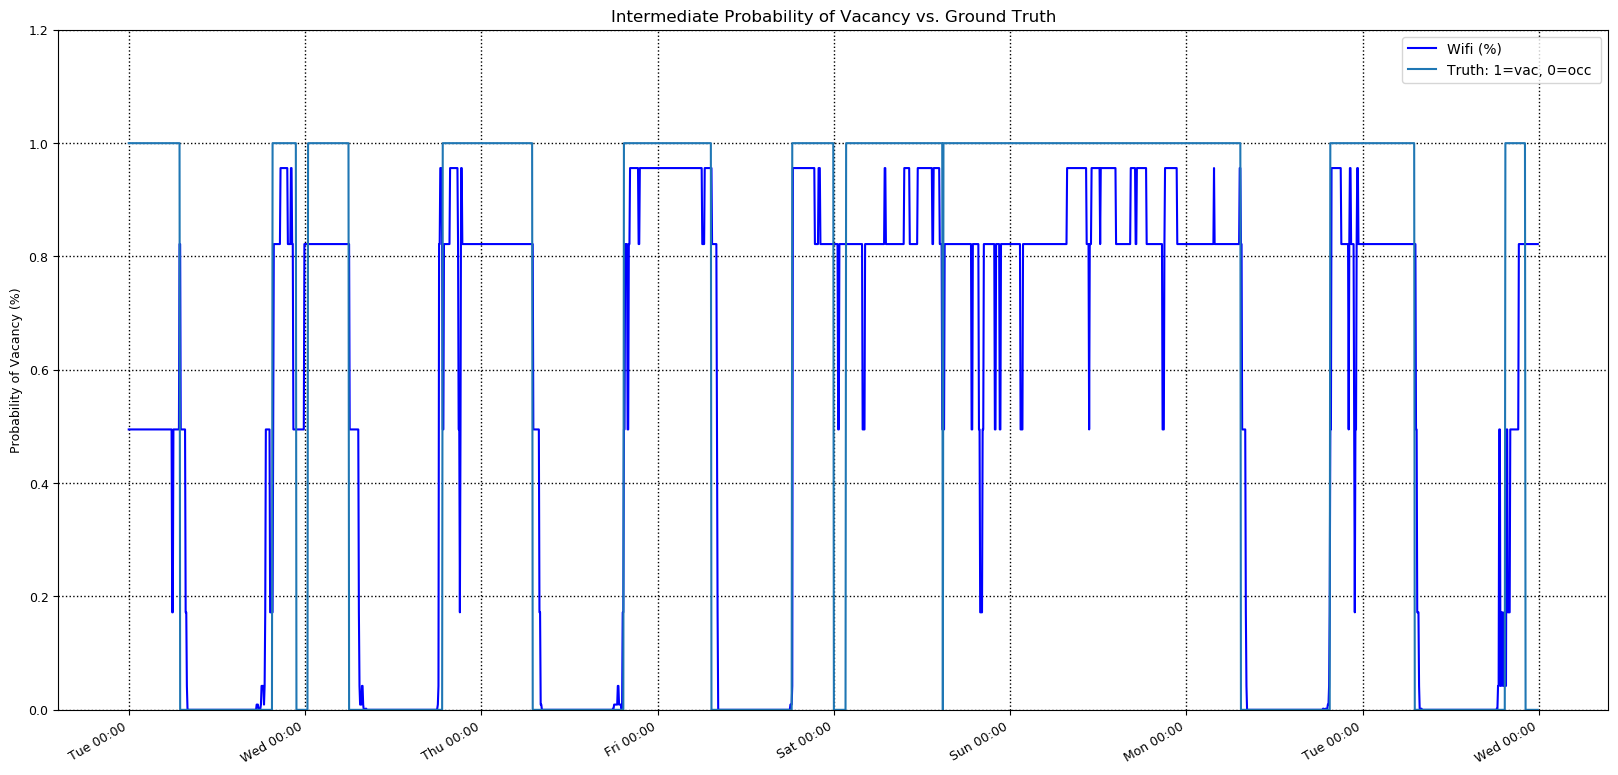 Intermediate Probability of Vacancy vs. Ground Truth
Wifi (%)
Truth: 1=vac, 0=occ
Probability of Vacancy (%)
1.2
1.0
0.8
0.6
0.4
0.2
0.0
Tue 00:00
Wed 00:00
Thu 00:00
Fri 00:00
Sat 00:00
Sun 00:00
Mon 00:00
Tue 00:00
Wed 00:00